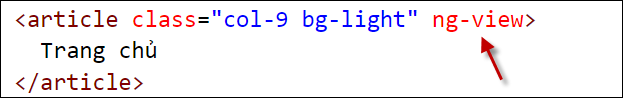 <article class="col-9 bg-light" ng-view>
Trang chủ
</article>